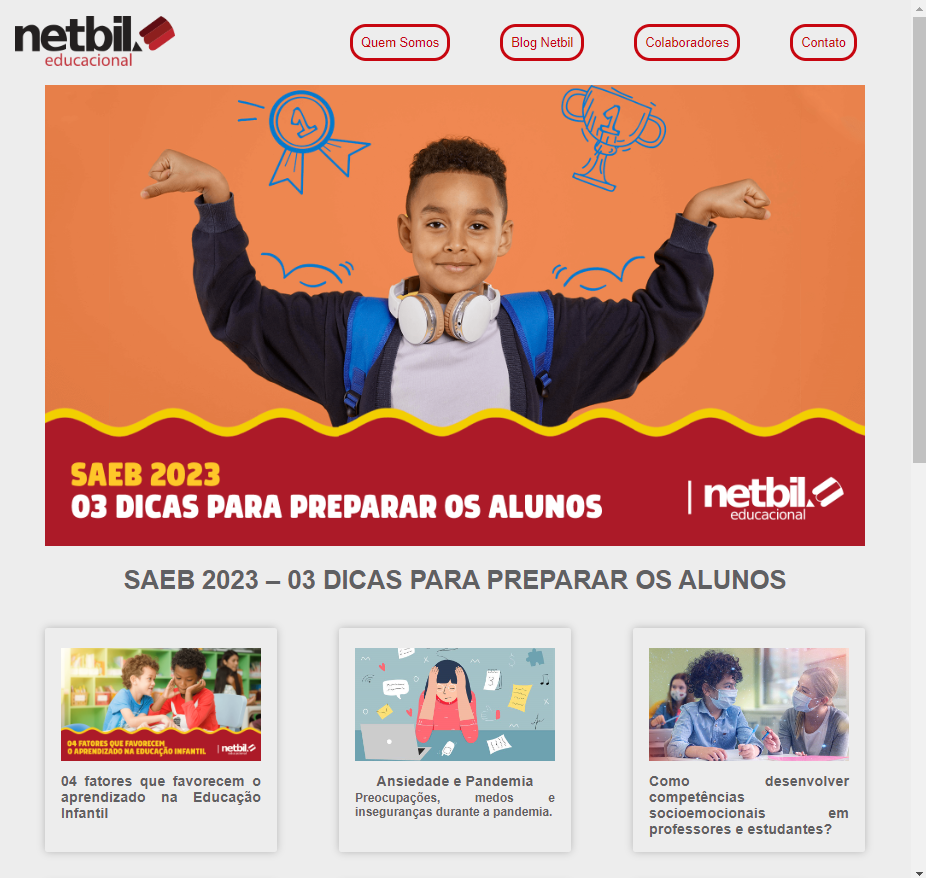 netbil
educacional
Quem Somos
Blog Netbil
Colaboradores
Contato
1
1
SAEB 2023
03 DICAS PARA PREPARAR OS ALUNOS
netbil
educacional
SAEB 2023 – 03 DICAS PARA PREPARAR OS ALUNOS
04 FATORES QUE FAVORECEM
O APRENDIZADO NA EDUCAÇÃO INFANTIL
netbil
educacional
04 fatores que favorecem o
aprendizado na Educação
Infantil
Ansiedade e Pandemia
Preocupações, medos e
inseguranças durante a pandemia.
Como desenvolver
competências
socioemocionais em
professores e estudantes?